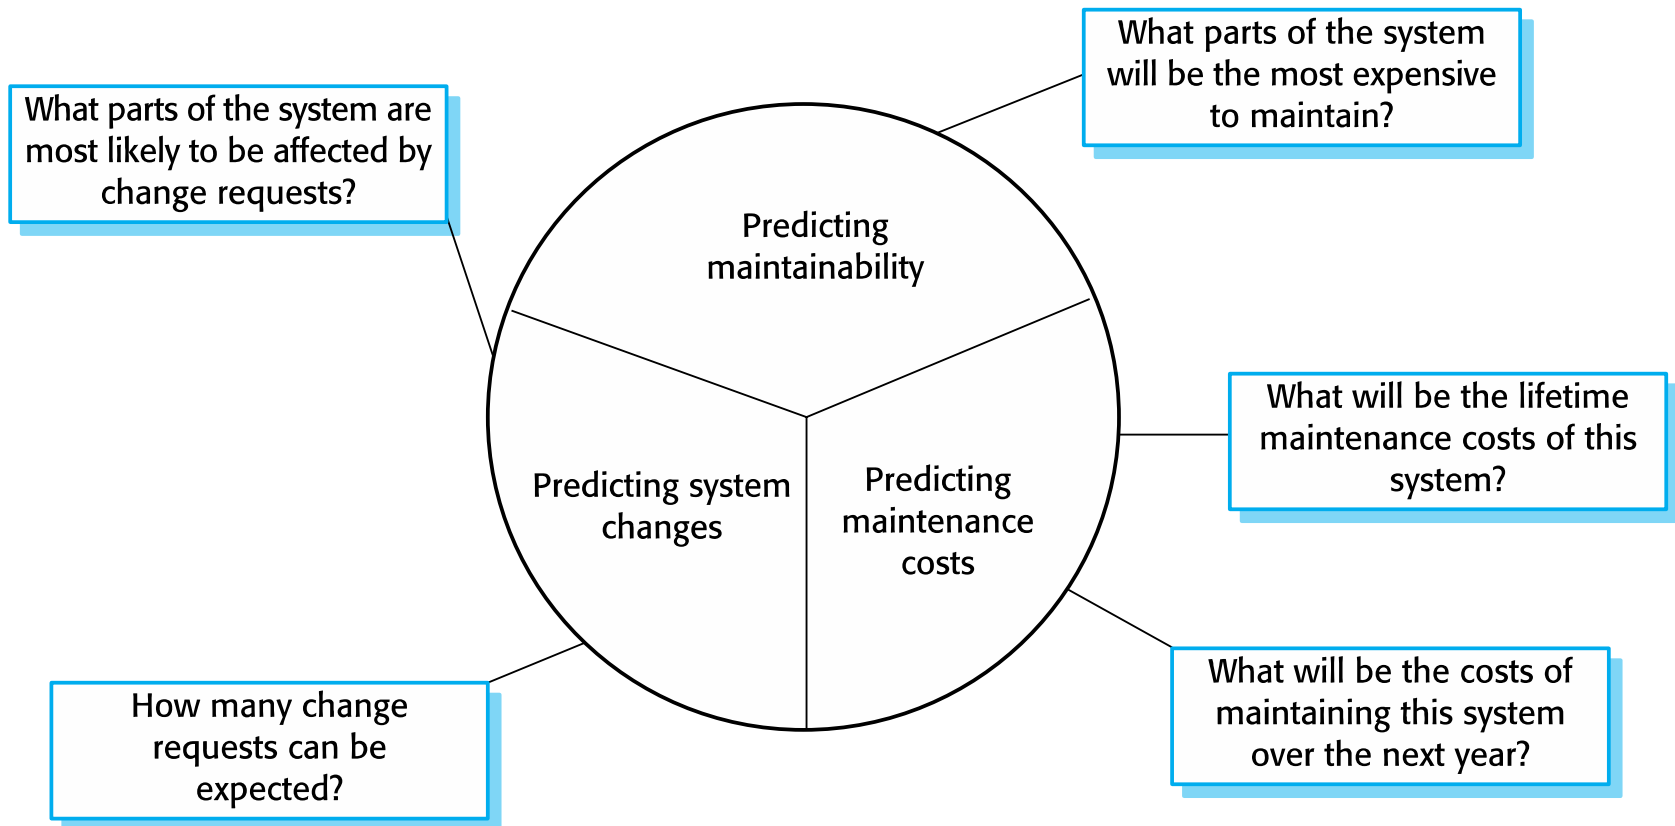 What parts of the system
will be the most expensive
to maintain?
What parts of the system are
most likely to be affected by
change requests?
Predicting
maintainability
What will be the lifetime
maintenance costs of this
system?
Predicting system
changes
Predicting
maintenance
costs
What will be the costs of
maintaining this system
over the next year?
How many change
requests can be
expected?